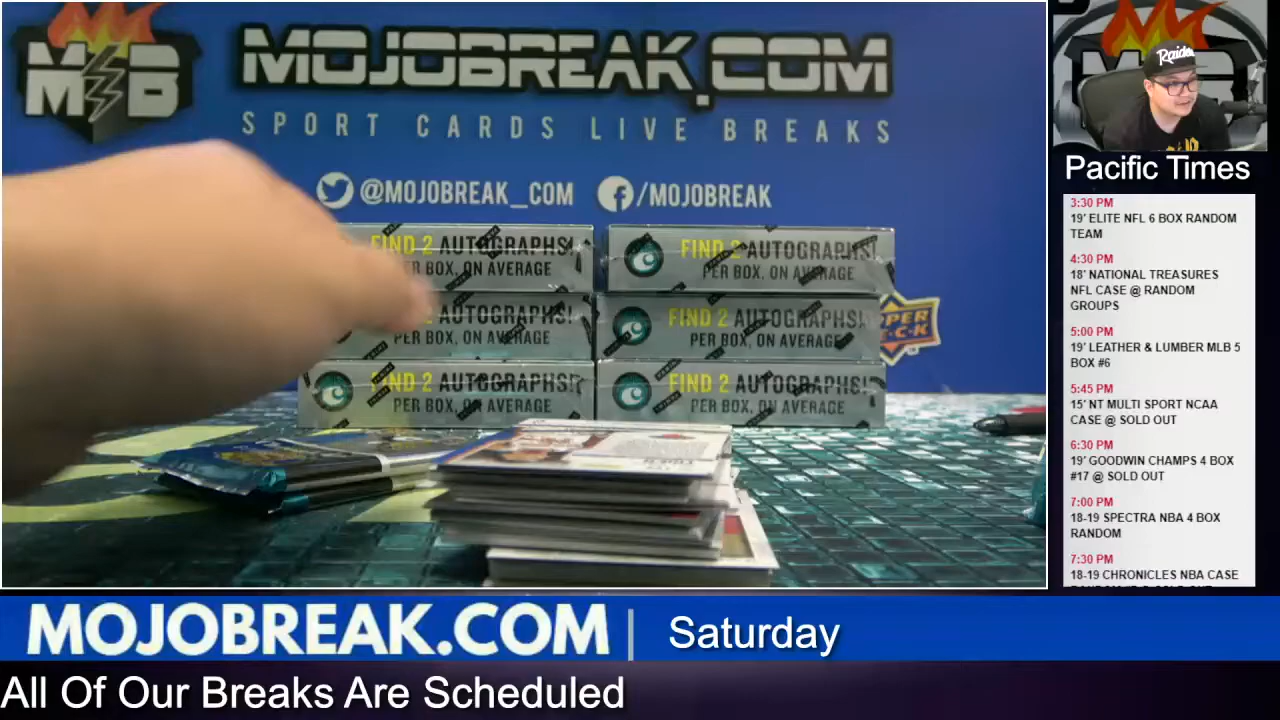 MB
MOJOBREAK.COM
SPORT CARDS LIVE BREAKS
@MOJOBREAK_COM
/MOJOBREAK
FIND 2 AUTOGRAPHS!
PER BOX, ON AVERAGE
FIND 2 AUTOGRAPHS!
PER BOX, ON AVERAGE
AUTOGRAPHS!
PER BOX, ON AVERAGE
FIND 2 AUTOGRAPHS!
PER BOX, ON AVERAGE
FIND 2 AUTOGRAPHS!
PER BOX, ON AVERAGE
FIND 2 AUTOGRAPHS!
PER BOX, ON AVERAGE
Pacific Times
3:30 PM
19' ELITE NFL 6 BOX RANDOM
TEAM
4:30 PM
18' NATIONAL TREASURES
NFL CASE @ RANDOM
GROUPS
5:00 PM
19' LEATHER & LUMBER MLB 5
BOX #6
5:45 PM
15' NT MULTI SPORT NCAA
CASE @ SOLD OUT
6:30 PM
19' GOODWIN CHAMPS 4 BOX
#17 @ SOLD OUT
7:00 PM
18-19 SPECTRA NBA 4 BOX
RANDOM
7:30 PM
18-19 CHRONICLES NBA CASE
MOJOBREAK.COM | Saturday
All Of Our Breaks Are Scheduled